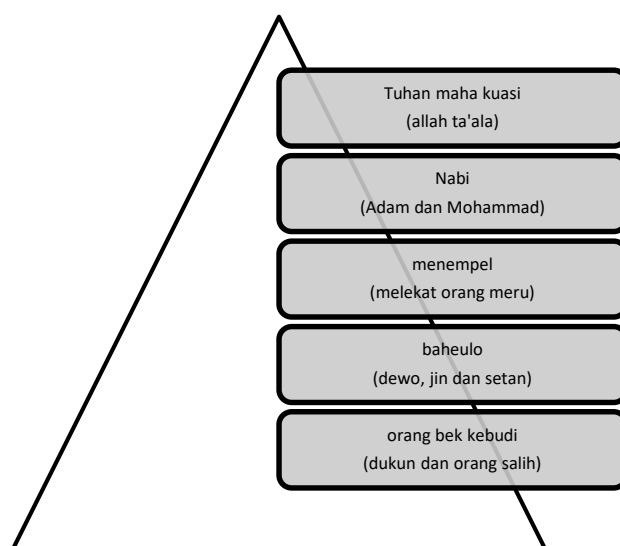 Tuhan maha kuasi
(allah ta'ala)
Nabi
(Adam dan Mohammad)
menempel
(melekat orang meru)
baheulo
(dewo, jin dan setan)
orang bek kebudi
(dukun dan orang salih)